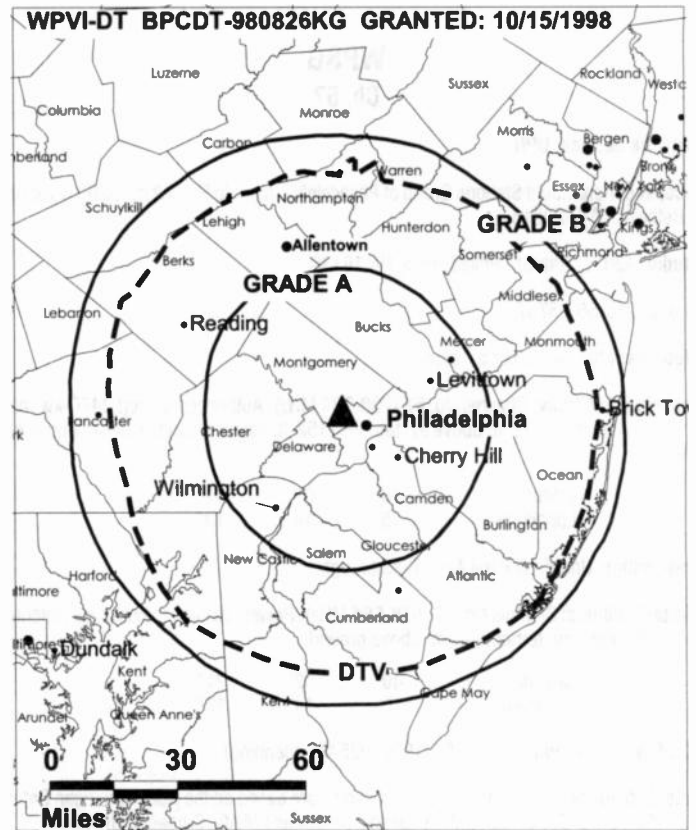 WPVI-DT BPCDT-980826KG GRANTED: 10/15/1998
Luzerne
Sussex
Rockland
Columbia
Monroe
Morris
Bergen
Carbon
Warren
Essex
New York
Schuylkill
Northampton
Lehigh
Hunterdon
GRADE B
Kings
Allentown
Richmond
Berks
Somerset
GRADE A
Middlesex
Lebanon
Bucks
Reading
Mercer
Monmouth
Montgomery
Levittown
Lancaster
Philadelphia
Brick To
Chester
Delaware
Cherry Hill
Ocean
Wilmington
Camden
Burlington
New Castle
Salem
Gloucester
Harford
Atlantic
Cumberland
Dundalk
DTV
Kent
Kent
Cape May
Arundel
Queen Anne's
0 30 60
Miles
Sussex